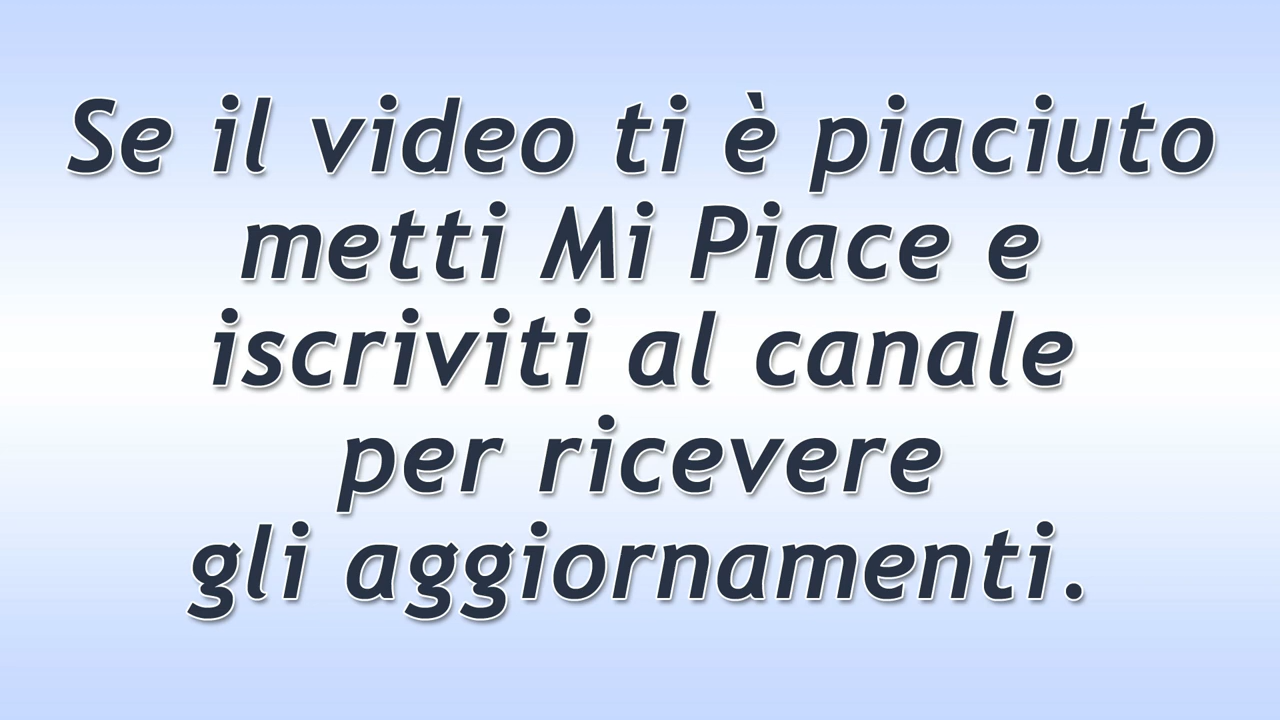 Se il video ti è piaciuto
metti Mi Piace e
iscriviti al canale
per ricevere
gli aggiornamenti.